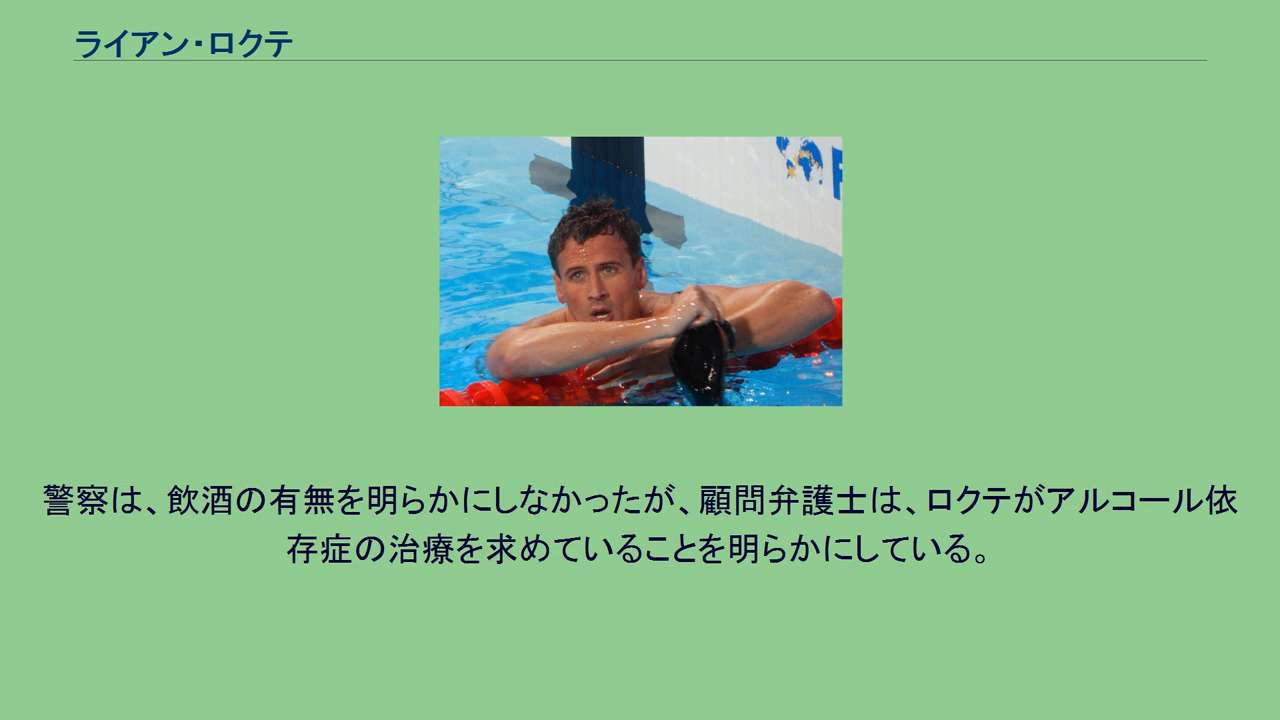 ライアン・ロクテ
警察は、飲酒の有無を明らかにしなかったが、顧問弁護士は、ロクテがアルコール依
存症の治療を求めていることを明らかにしている。